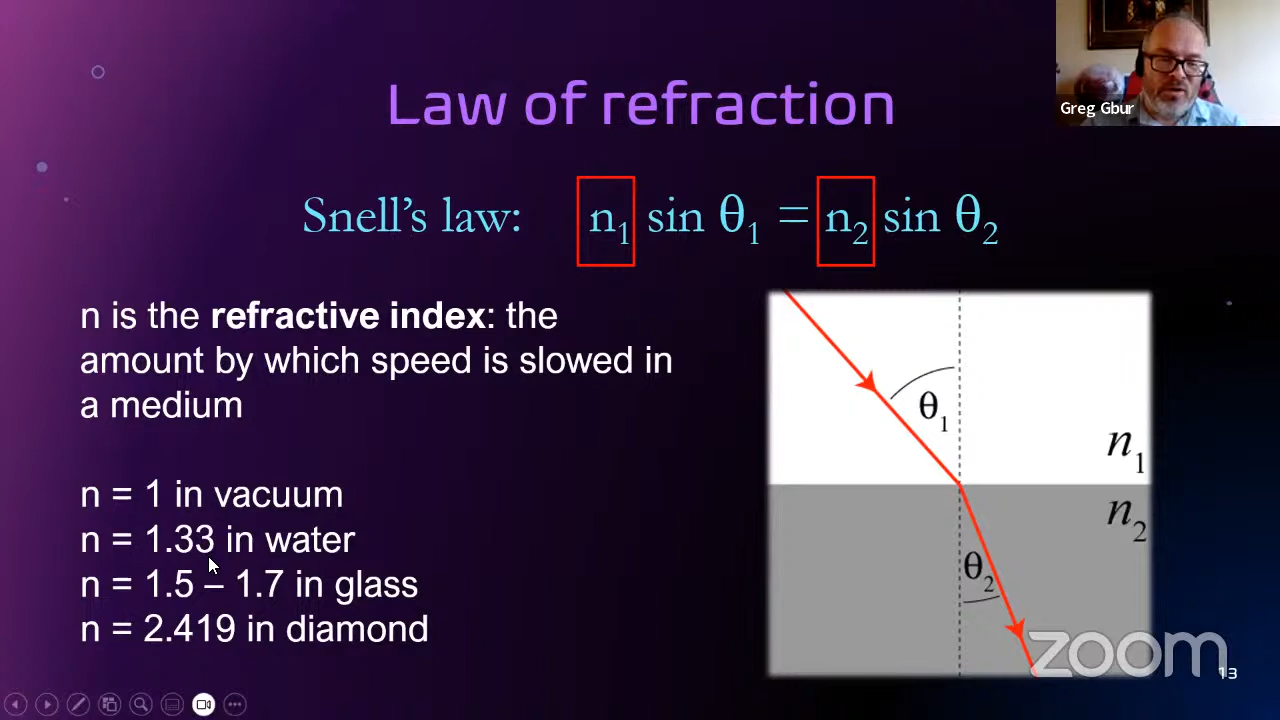 Greg Gbur
Law of refraction
Snell’s law: n₁ sin θ₁ = n₂ sin θ₂
n is the refractive index: the
amount by which speed is slowed in
a medium
n = 1 in vacuum
n = 1.33 in water
n = 1.5 – 1.7 in glass
n = 2.419 in diamond
θ₁
n₁
n₂
θ₂
zoom
13